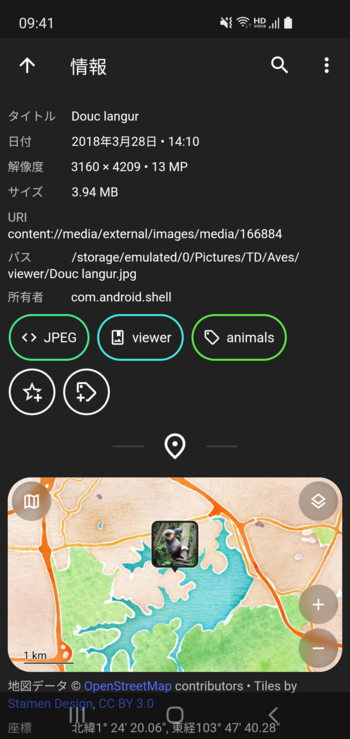 09:41
HD
VOICE
情報
タイトル Douc langur
日付 2018年3月28日 • 14:10
解像度 3160 × 4209 • 13 MP
サイズ 3.94 MB
URI
content://media/external/images/media/166884
パス /storage/emulated/0/Pictures/TD/Aves/
viewer/Douc langur.jpg
所有者 com.android.shell
JPEG viewer animals
1 km
地図データ © OpenStreetMap contributors • Tiles by
Stamen Design, CC BY 3.0
座標 北緯1° 24′ 20.06″, 東経103° 47′ 40.28″